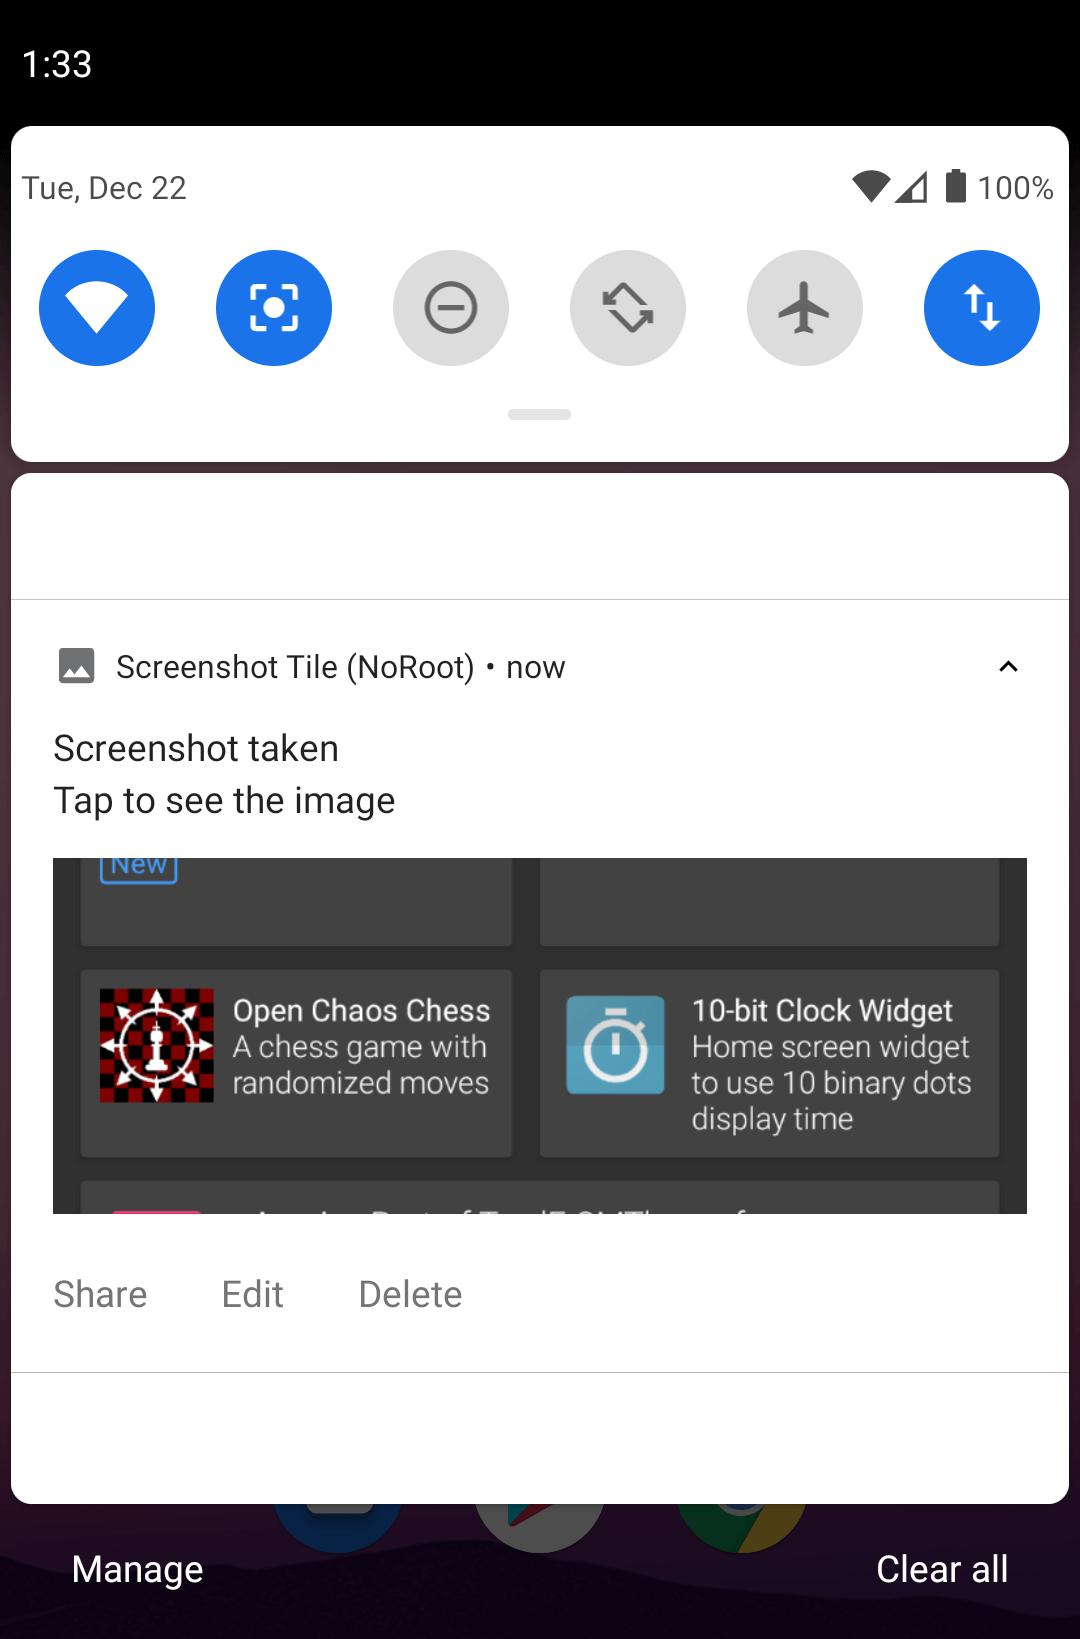 1:33
Tue, Dec 22
100%
Screenshot Tile (NoRoot) • now
Screenshot taken
Tap to see the image
New
Open Chaos Chess
A chess game with
randomized moves
10-bit Clock Widget
Home screen widget
to use 10 binary dots
display time
Share Edit Delete
Manage
Clear all